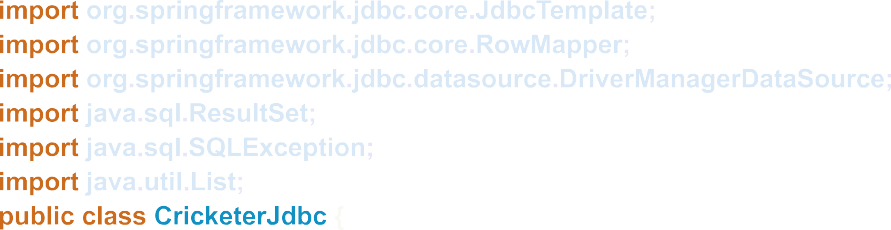 import org.springframework.jdbc.core.JdbcTemplate;
import org.springframework.jdbc.core.RowMapper;
import org.springframework.jdbc.datasource.DriverManagerDataSource;
import java.sql.ResultSet;
import java.sql.SQLException;
import java.util.List;
public class CricketerJdbc {